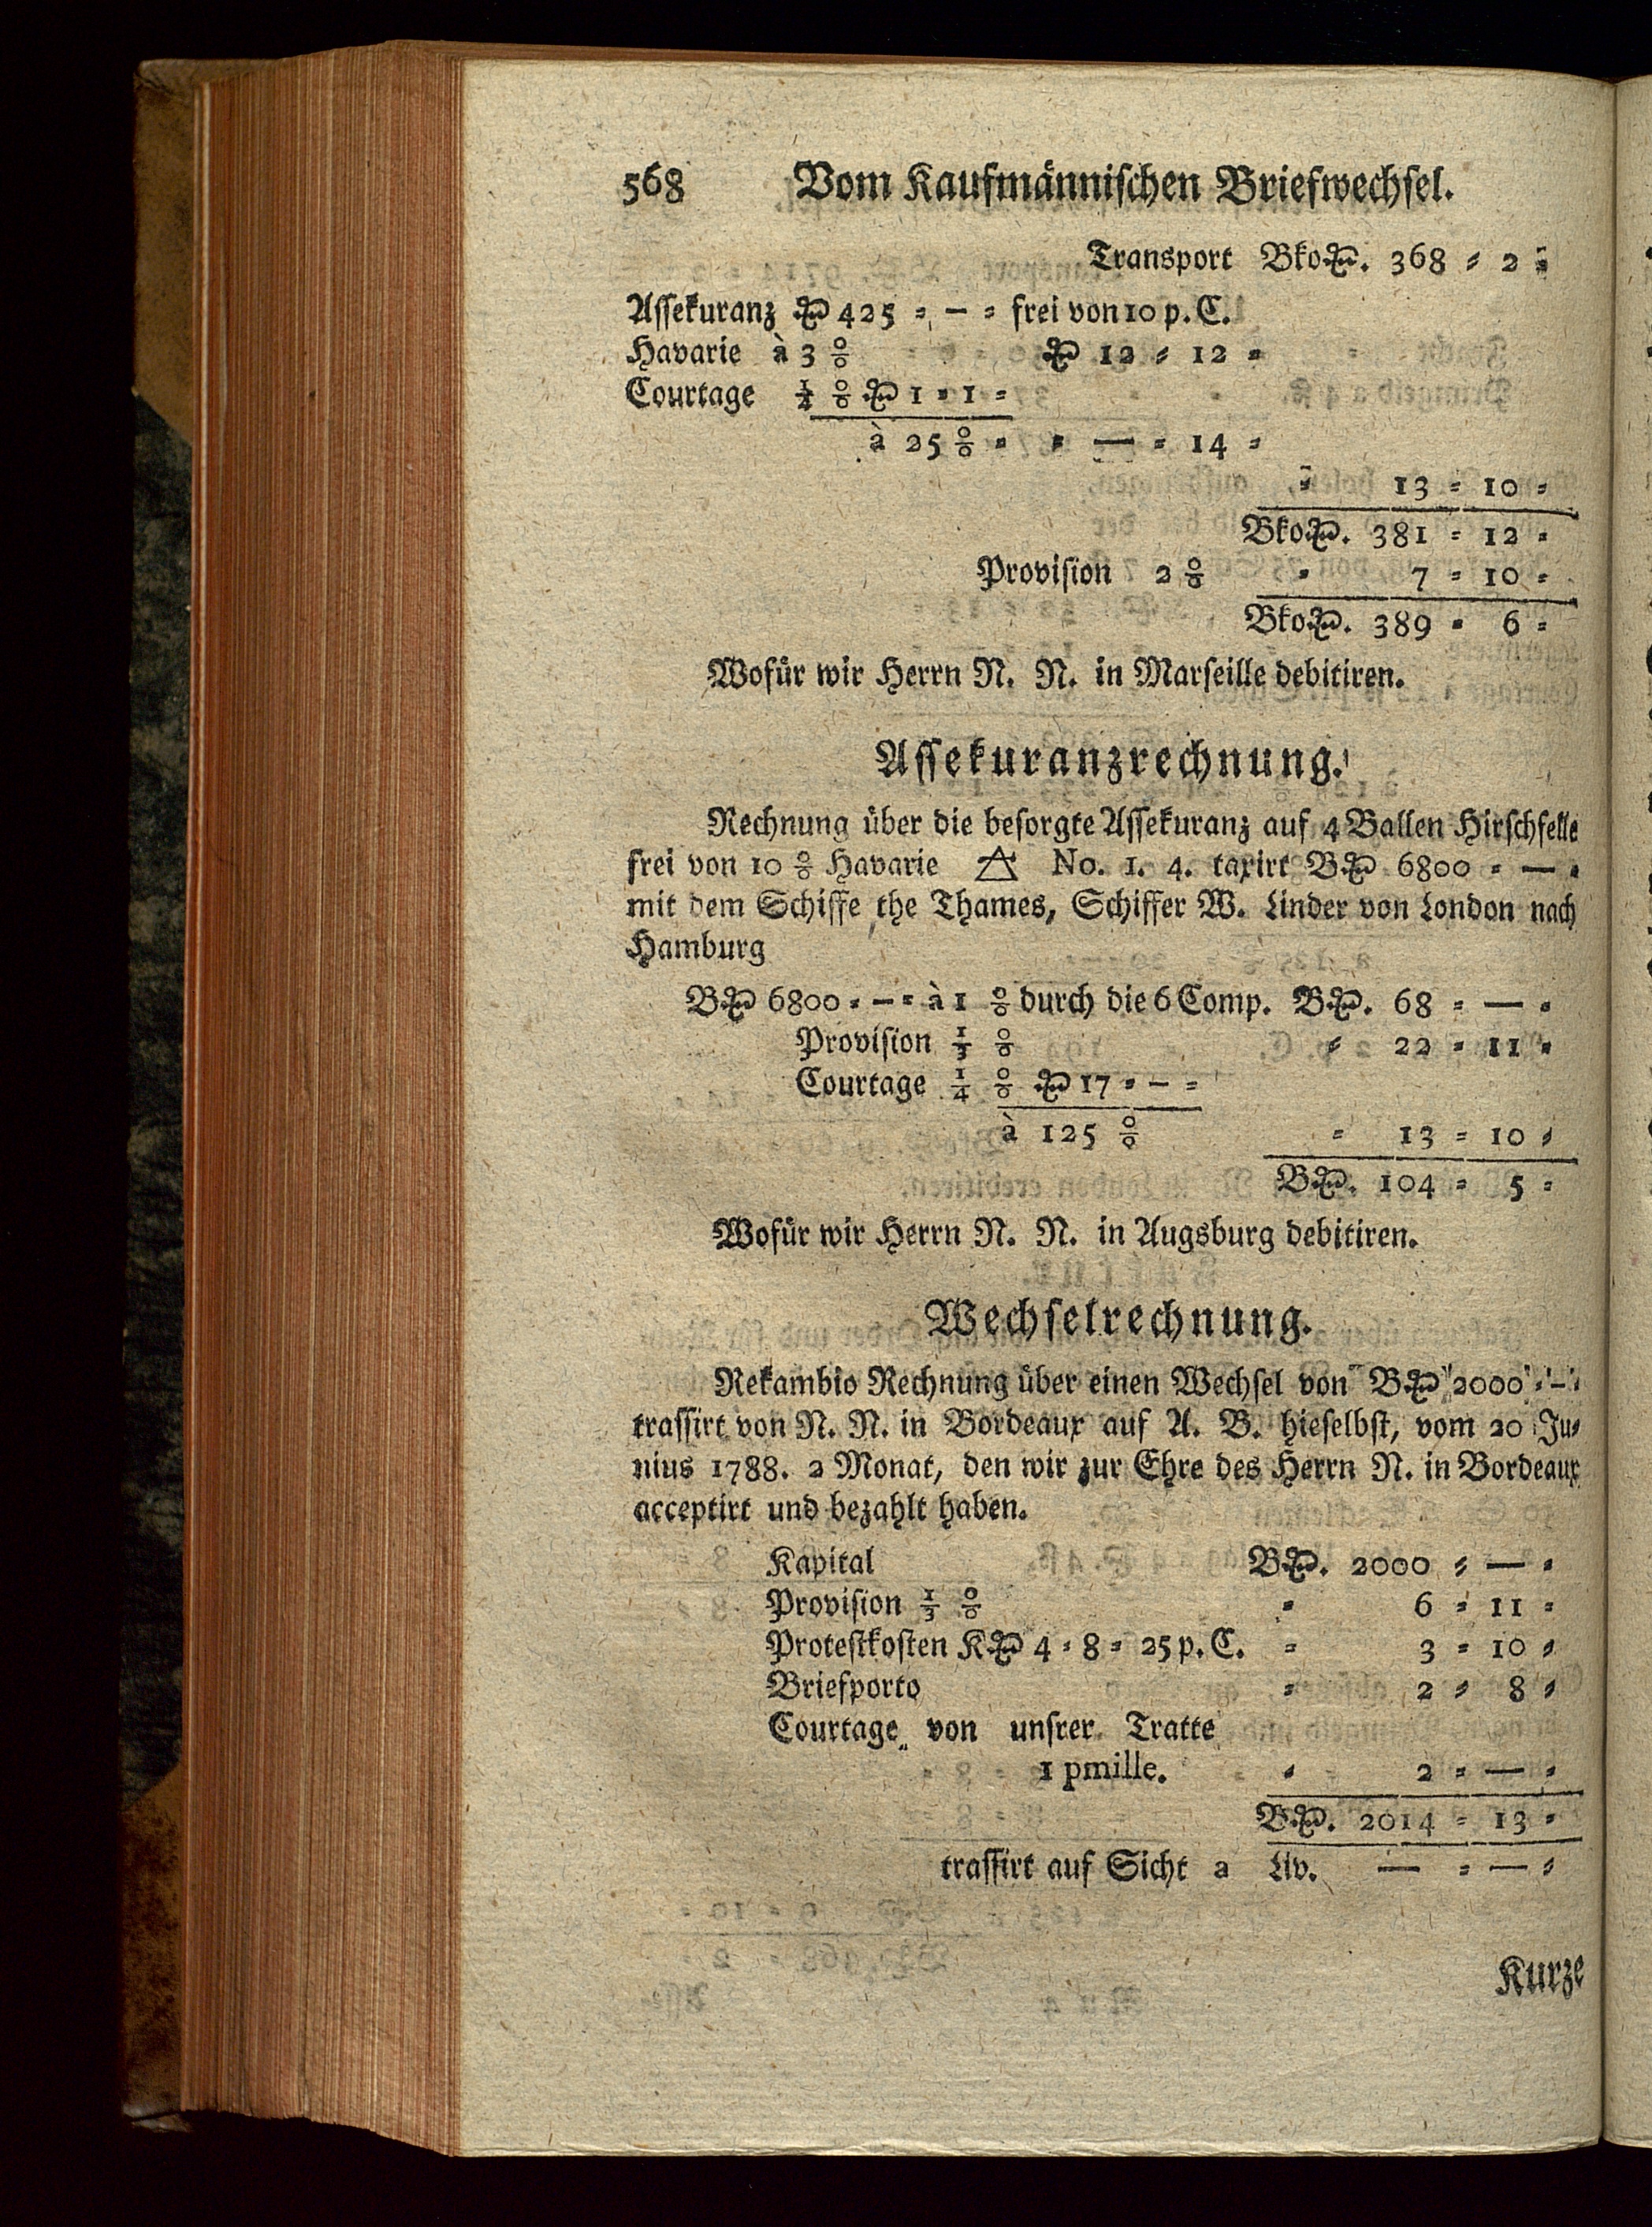 568 Vom Kaufmännischen Briefwechsel.
Transport Bko₻. 368 ⸗ 2 ⸗
Assekuranz ₻ 425 ⸗ — ⸗ frei von 10 p. C.
Havarie à 3 % ₻ 12 ⸗ 12 ⸗
Courtage ¼ % ₻ 1 ⸗ 1 ⸗
à 25 % ⸗ ⸗ — ⸗ 14 ⸗
⸗ 13 ⸗ 10 ⸗
Bko₻. 381 ⸗ 12 ⸗
Provision 2 % ⸗ 7 ⸗ 10 ⸗
Bko₻. 389 ⸗ 6 ⸗
Wofür wir Herrn N. N. in Marseille debitiren.
Assekuranzrechnung.
Rechnung über die besorgte Assekuranz auf 4 Ballen Hirschfelle
frei von 10 % Havarie No. 1. 4. taxirt B₻ 6800 ⸗ — ⸗
mit dem Schiffe the Thames, Schiffer W. Linder von London nach
Hamburg
B₻ 6800 ⸗ — ⸗ à 1 % durch die 6 Comp. B₻. 68 ⸗ — ⸗
Provision ⅓ % ⸗ 22 ⸗ 11 ⸗
Courtage ¼ % ₻ 17 ⸗ — ⸗
à 125 % ⸗ 13 ⸗ 10 ⸗
B₻. 104 ⸗ 5 ⸗
Wofür wir Herrn N. N. in Augsburg debitiren.
Wechselrechnung.
Rekambio Rechnung über einen Wechsel von B₻ 2000 ⸗ — ⸗
trassirt von N. N. in Bordeaux auf A. B. hieselbst, vom 20 Ju⸗
nius 1788. 2 Monat, den wir zur Ehre des Herrn N. in Bordeaux
acceptirt und bezahlt haben.
Kapital B₻. 2000 ⸗ — ⸗
Provision ⅓ % ⸗ 6 ⸗ 11 ⸗
Protestkosten K₻ 4 ⸗ 8 ⸗ 25 p. C. ⸗ 3 ⸗ 10 ⸗
Briefporto ⸗ 2 ⸗ 8 ⸗
Courtage von unsrer Tratte
1 pmille. ⸗ 2 ⸗ — ⸗
B₻. 2014 ⸗ 13 ⸗
trassirt auf Sicht a Liv. — ⸗ — ⸗
Kurze